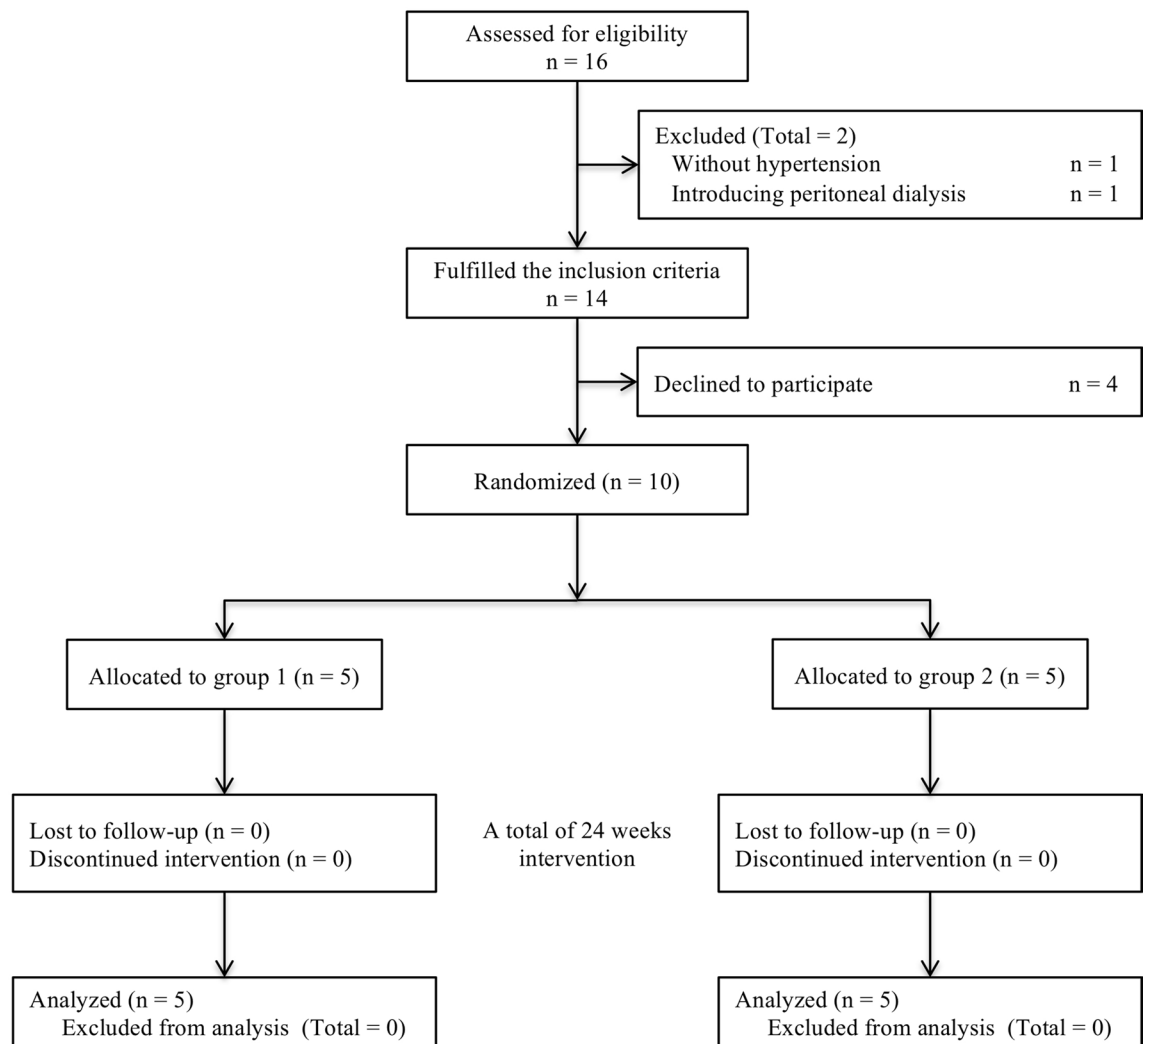 Assessed for eligibility
n = 16
Excluded (Total = 2)
Without hypertension n = 1
Introducing peritoneal dialysis n = 1
Fulfilled the inclusion criteria
n = 14
Declined to participate n = 4
Randomized (n = 10)
Allocated to group 1 (n = 5)
Allocated to group 2 (n = 5)
Lost to follow-up (n = 0)
Discontinued intervention (n = 0)
A total of 24 weeks
intervention
Lost to follow-up (n = 0)
Discontinued intervention (n = 0)
Analyzed (n = 5)
Excluded from analysis (Total = 0)
Analyzed (n = 5)
Excluded from analysis (Total = 0)